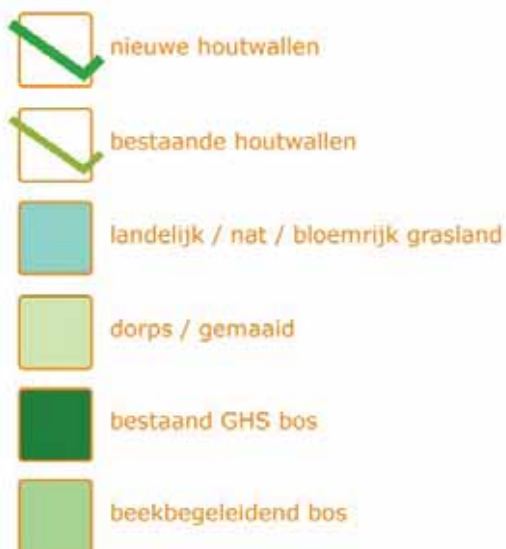 nieuwe houtwallen
bestaande houtwallen
landelijk / nat / bloemrijk grasland
dorps / gemaaid
bestaand GHS bos
beekbegeleidend bos